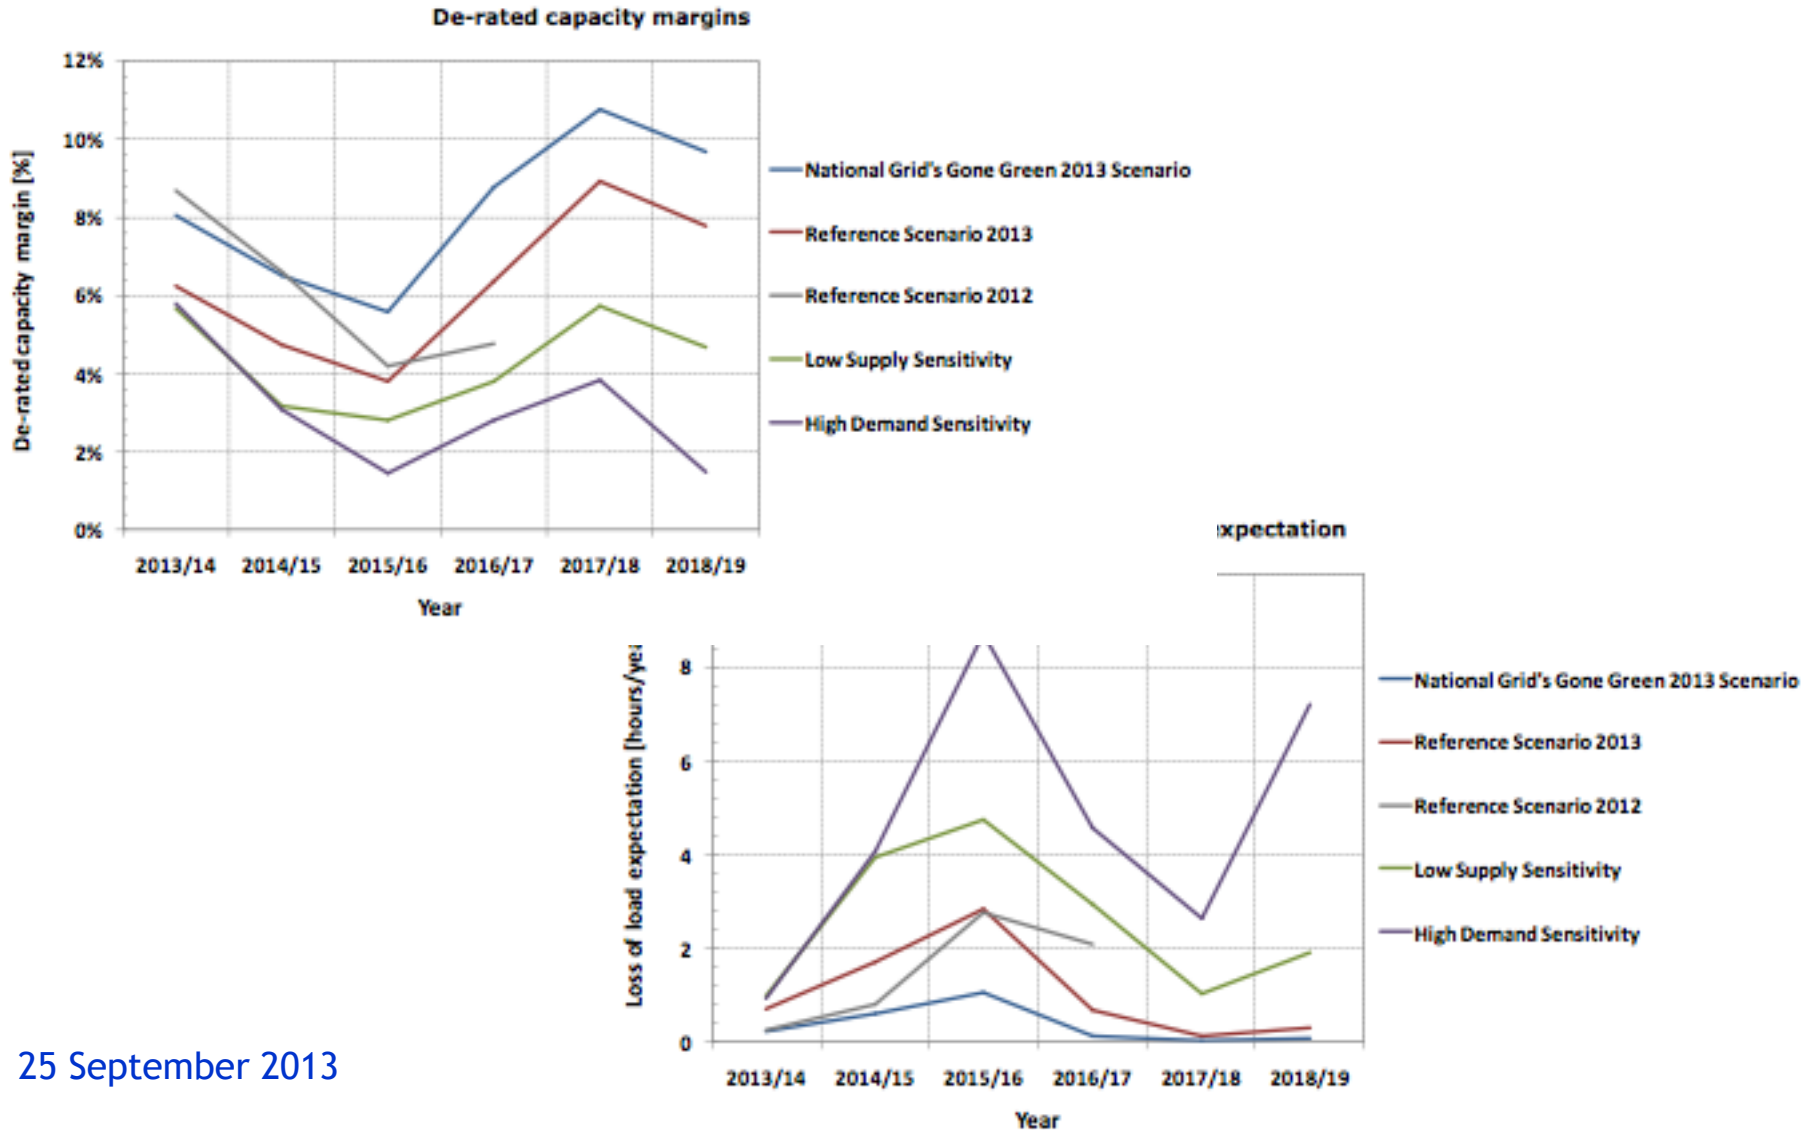 De-rated capacity margins
De-rated capacity margin [%]
12%
10%
8%
6%
4%
2%
0%
2013/14 2014/15 2015/16 2016/17 2017/18 2018/19
Year
National Grid's Gone Green 2013 Scenario
Reference Scenario 2013
Reference Scenario 2012
Low Supply Sensitivity
High Demand Sensitivity
expectation
Loss of load expectation [hours/yea
8
6
4
2
0
2013/14 2014/15 2015/16 2016/17 2017/18 2018/19
Year
National Grid's Gone Green 2013 Scenario
Reference Scenario 2013
Reference Scenario 2012
Low Supply Sensitivity
High Demand Sensitivity
25 September 2013